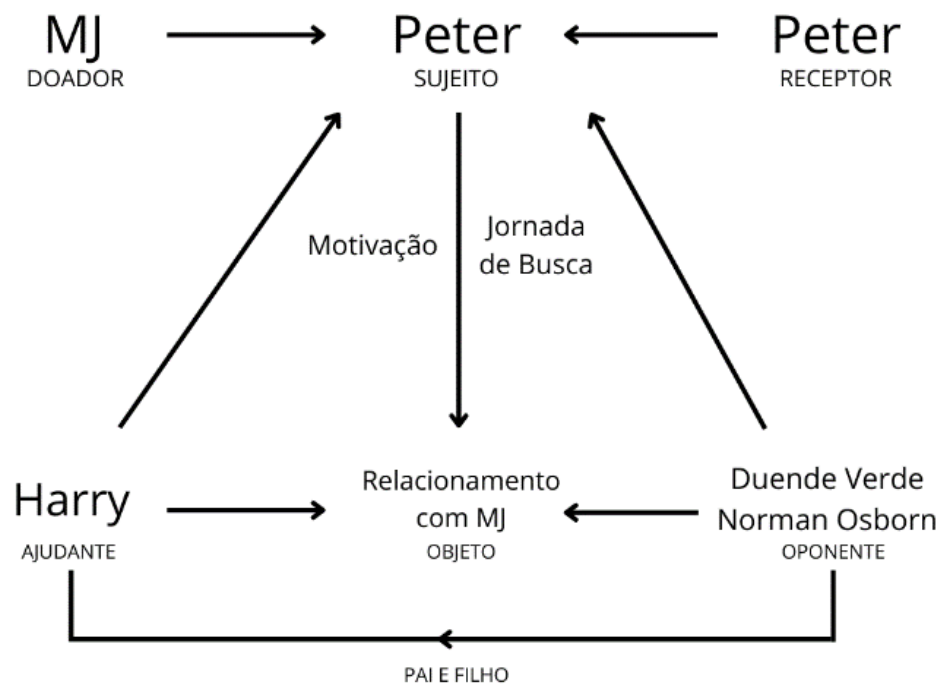 MJ
DOADOR
Peter
SUJEITO
Peter
RECEPTOR
Motivação
Jornada
de Busca
Harry
AJUDANTE
Relacionamento
com MJ
OBJETO
Duende Verde
Norman Osborn
OPONENTE
PAI E FILHO